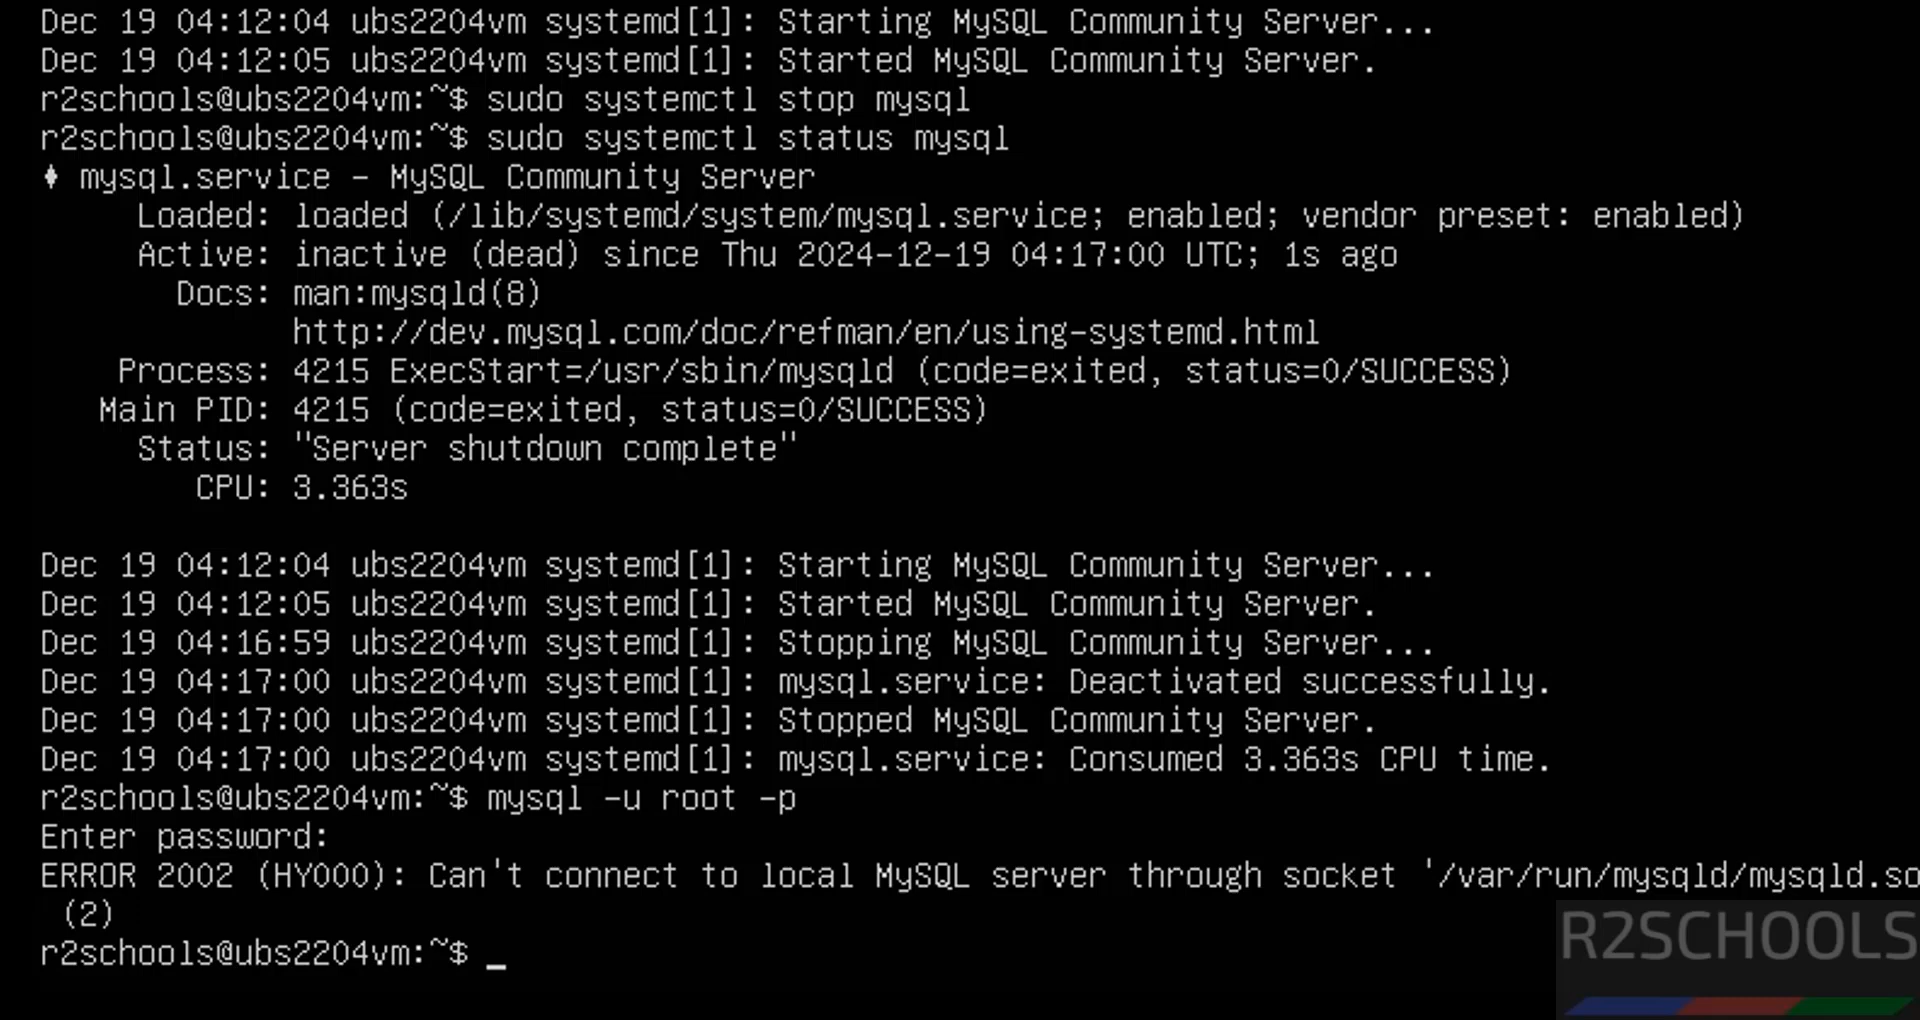 Dec 19 04:12:04 ubs2204vm systemd[1]: Starting MySQL Community Server...
Dec 19 04:12:05 ubs2204vm systemd[1]: Started MySQL Community Server.
r2schools@ubs2204vm:~$ sudo systemctl stop mysql
r2schools@ubs2204vm:~$ sudo systemctl status mysql
♦ mysql.service - MySQL Community Server
     Loaded: loaded (/lib/systemd/system/mysql.service; enabled; vendor preset: enabled)
     Active: inactive (dead) since Thu 2024-12-19 04:17:00 UTC; 1s ago
       Docs: man:mysqld(8)
             http://dev.mysql.com/doc/refman/en/using-systemd.html
    Process: 4215 ExecStart=/usr/sbin/mysqld (code=exited, status=0/SUCCESS)
   Main PID: 4215 (code=exited, status=0/SUCCESS)
     Status: "Server shutdown complete"
        CPU: 3.363s

Dec 19 04:12:04 ubs2204vm systemd[1]: Starting MySQL Community Server...
Dec 19 04:12:05 ubs2204vm systemd[1]: Started MySQL Community Server.
Dec 19 04:16:59 ubs2204vm systemd[1]: Stopping MySQL Community Server...
Dec 19 04:17:00 ubs2204vm systemd[1]: mysql.service: Deactivated successfully.
Dec 19 04:17:00 ubs2204vm systemd[1]: Stopped MySQL Community Server.
Dec 19 04:17:00 ubs2204vm systemd[1]: mysql.service: Consumed 3.363s CPU time.
r2schools@ubs2204vm:~$ mysql -u root -p
Enter password:
ERROR 2002 (HY000): Can't connect to local MySQL server through socket '/var/run/mysqld/mysqld.so
 (2)
r2schools@ubs2204vm:~$ _
R2SCHOOLS